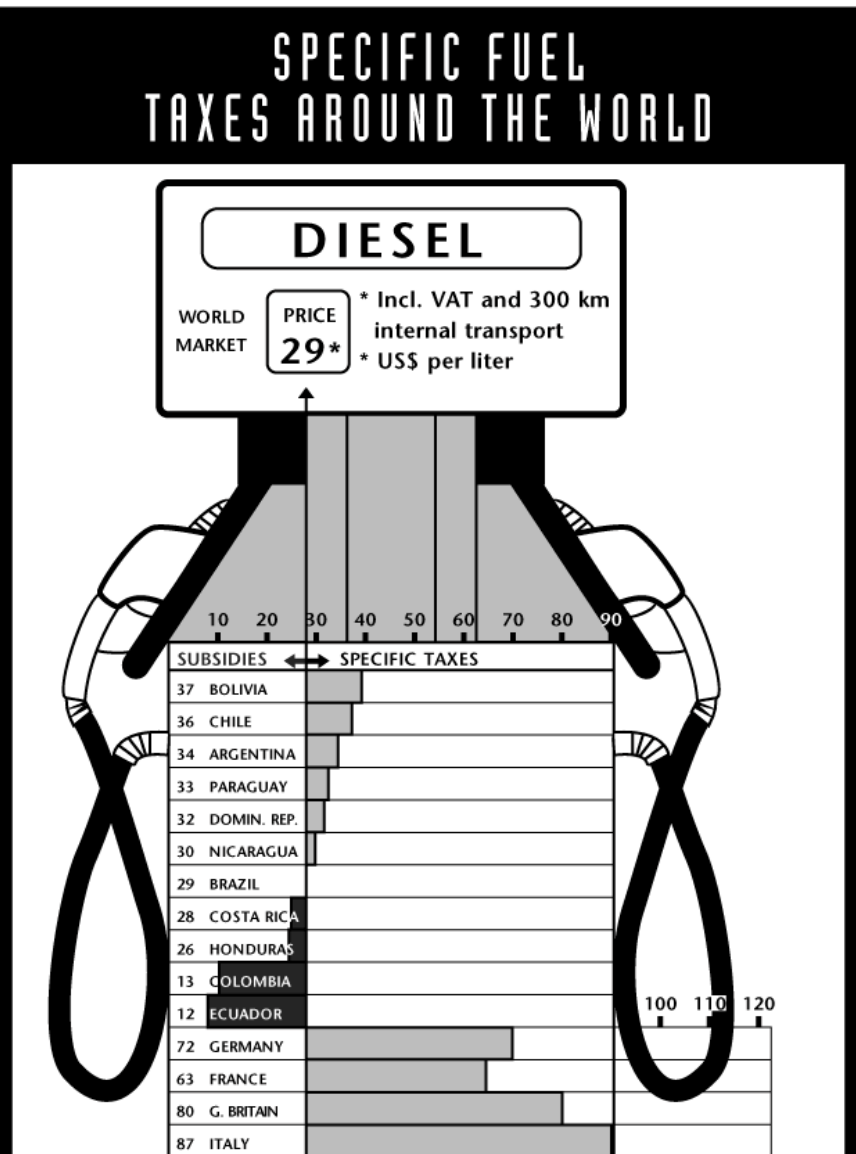 SPECIFIC FUEL
TAXES AROUND THE WORLD
DIESEL
WORLD
MARKET
PRICE
29*
* Incl. VAT and 300 km
internal transport
* US$ per liter
10 20 30 40 50 60 70 80 90
SUBSIDIES SPECIFIC TAXES
37 BOLIVIA
36 CHILE
34 ARGENTINA
33 PARAGUAY
32 DOMIN. REP.
30 NICARAGUA
29 BRAZIL
28 COSTA RICA
26 HONDURAS
13 COLOMBIA
12 ECUADOR
100 110 120
72 GERMANY
63 FRANCE
80 G. BRITAIN
87 ITALY